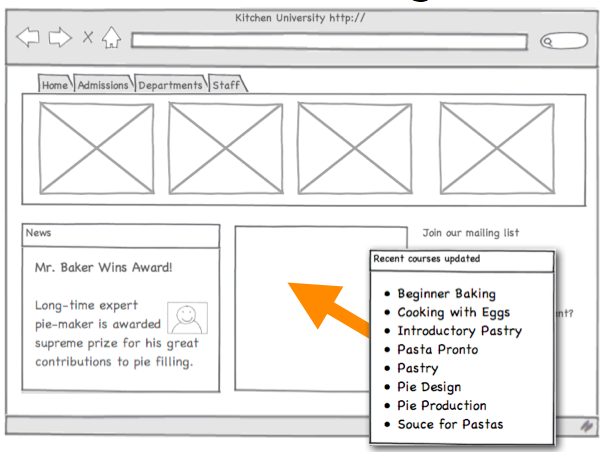 Kitchen University http://
Home Admissions Departments Staff
News
Mr. Baker Wins Award!
Long-time expert
pie-maker is awarded
supreme prize for his great
contributions to pie filling.
Join our mailing list
Recent courses updated
• Beginner Baking
• Cooking with Eggs
• Introductory Pastry
• Pasta Pronto
• Pastry
• Pie Design
• Pie Production
• Souce for Pastas